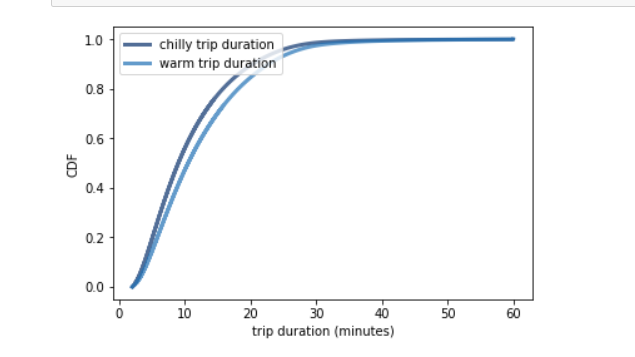 1.0
0.8
0.6
0.4
0.2
0.0
CDF
chilly trip duration
warm trip duration
0 10 20 30 40 50 60
trip duration (minutes)